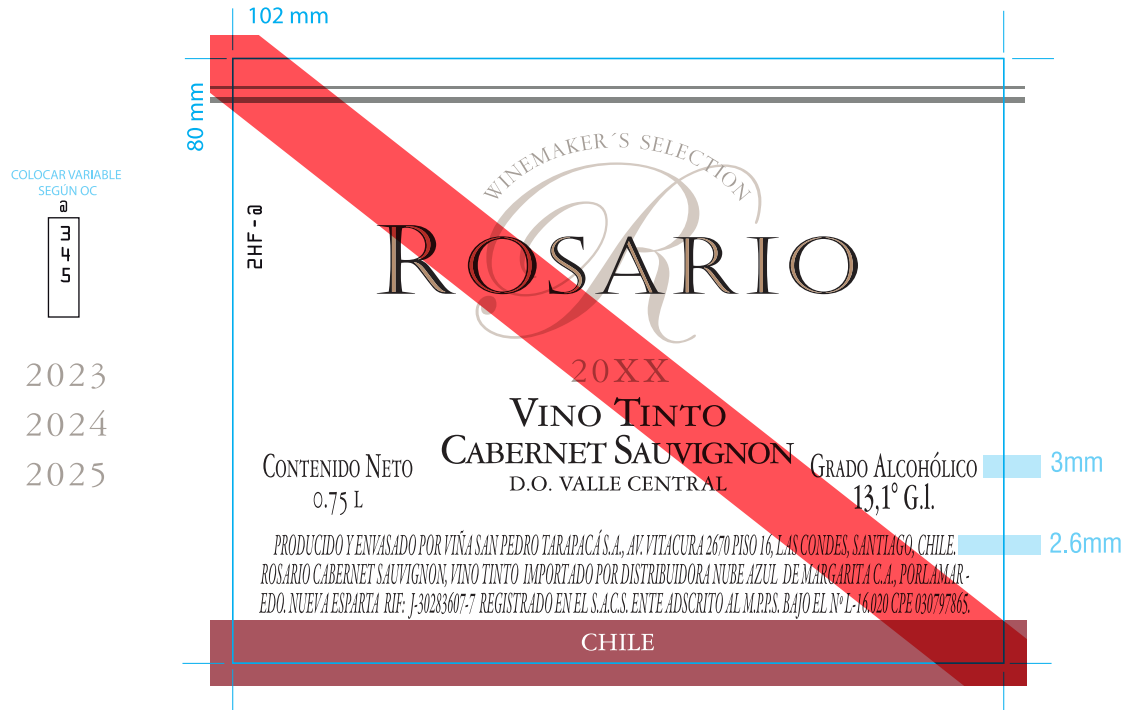 102 mm
80 mm
COLOCAR VARIABLE
SEGÚN OC
@
3
4
5
2HF-@
WINEMAKER´S SELECTION
R
ROSARIO
20XX
2023
2024
2025
VINO TINTO
CABERNET SAUVIGNON
D.O. VALLE CENTRAL
CONTENIDO NETO
0.75 L
GRADO ALCOHÓLICO
13,1° G.l.
3mm
PRODUCIDO Y ENVASADO POR VIÑA SAN PEDRO TARAPACÁ S.A., AV. VITACURA 2670 PISO 16, LAS CONDES, SANTIAGO, CHILE.
2.6mm
ROSARIO CABERNET SAUVIGNON, VINO TINTO IMPORTADO POR DISTRIBUIDORA NUBE AZUL DE MARGARITA C.A., PORLAMAR -
EDO. NUEVA ESPARTA RIF: J-30283607-7 REGISTRADO EN EL S.A.C.S. ENTE ADSCRITO AL M.P.P.S. BAJO EL Nº L-16.020 CPE 030797865.
CHILE